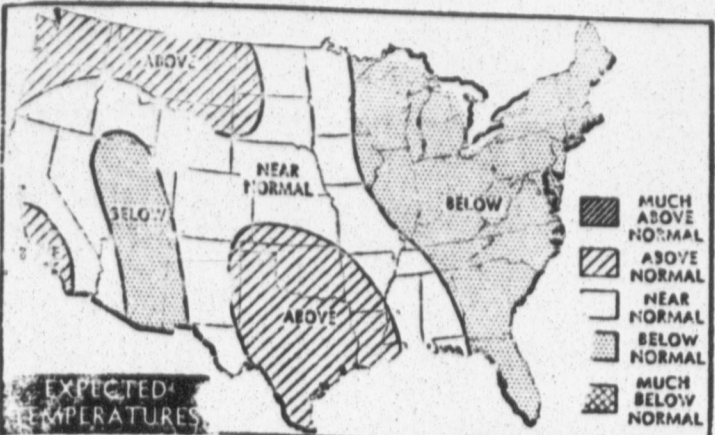 ABOVE
NEAR
NORMAL
BELOW
BELOW
ABOVE
MUCH
ABOVE
NORMAL
ABOVE
NORMAL
NEAR
NORMAL
BELOW
NORMAL
MUCH
BELOW
NORMAL
EXPECTED
TEMPERATURES